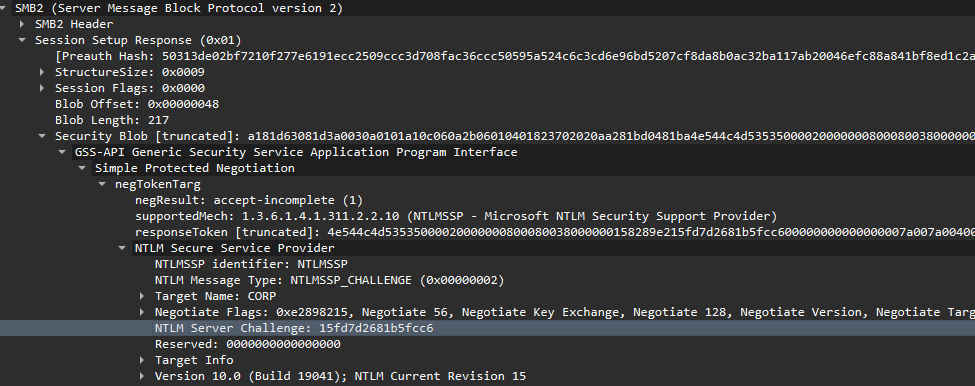 SMB2 (Server Message Block Protocol version 2)
SMB2 Header
Session Setup Response (0x01)
[Preauth Hash: 50313de02bf7210f277e6191ecc2509ccc3d708fac36ccc50595a524c6c3cd6e96bd5207cf8da8b0ac32ba117ab20046efc88a841bf8ed1c2a
StructureSize: 0x0009
Session Flags: 0x0000
Blob Offset: 0x00000048
Blob Length: 217
Security Blob [truncated]: a181d63081d3a0030a0101a10c060a2b06010401823702020aa281bd0481ba4e544c4d53535000020000000800080038000000
GSS-API Generic Security Service Application Program Interface
Simple Protected Negotiation
negTokenTarg
negResult: accept-incomplete (1)
supportedMech: 1.3.6.1.4.1.311.2.2.10 (NTLMSSP - Microsoft NTLM Security Support Provider)
responseToken [truncated]: 4e544c4d53535000020000000800080038000000158289e215fd7d2681b5fcc600000000000000007a007a00400
NTLM Secure Service Provider
NTLMSSP identifier: NTLMSSP
NTLM Message Type: NTLMSSP_CHALLENGE (0x00000002)
Target Name: CORP
Negotiate Flags: 0xe2898215, Negotiate 56, Negotiate Key Exchange, Negotiate 128, Negotiate Version, Negotiate Targ
NTLM Server Challenge: 15fd7d2681b5fcc6
Reserved: 0000000000000000
Target Info
Version 10.0 (Build 19041); NTLM Current Revision 15